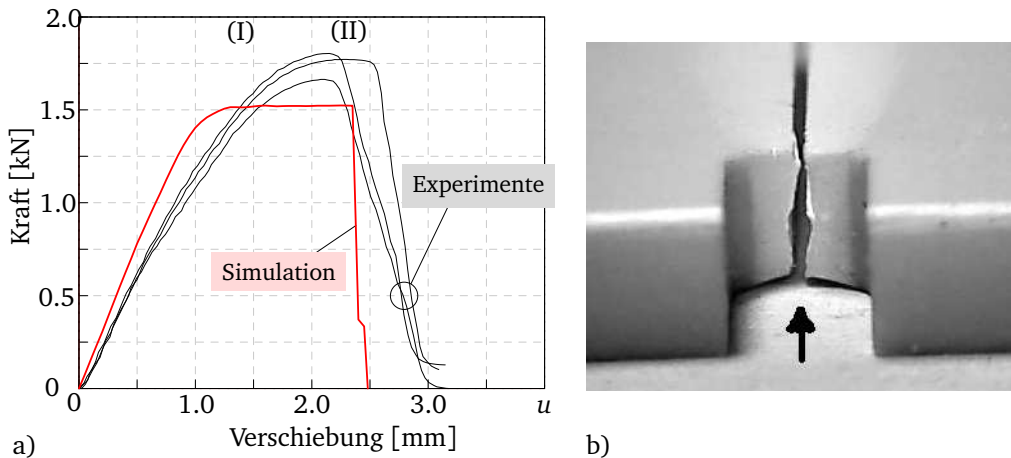 2.0
(I)
(II)
1.5
1.0
0.5
0
Kraft [kN]
Experimente
Simulation
0
1.0
2.0
3.0
u
Verschiebung [mm]
a)
b)